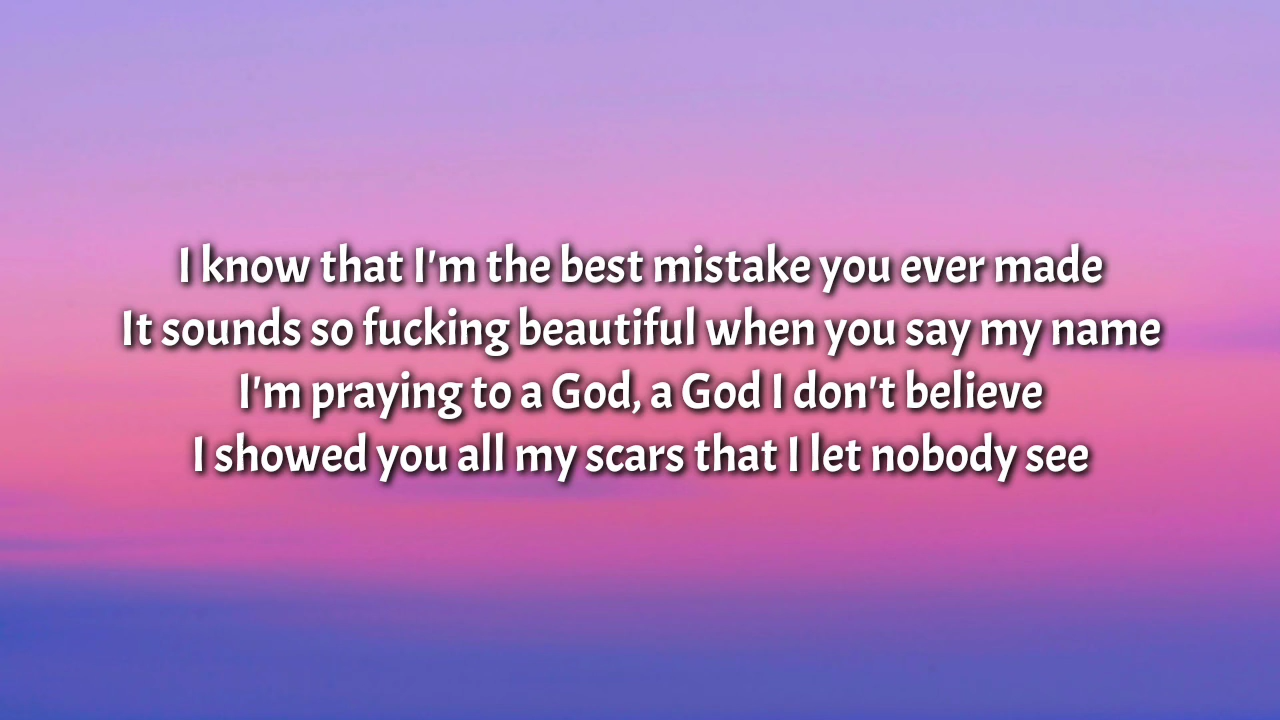 I know that I'm the best mistake you ever made
It sounds so fucking beautiful when you say my name
I'm praying to a God, a God I don't believe
I showed you all my scars that I let nobody see